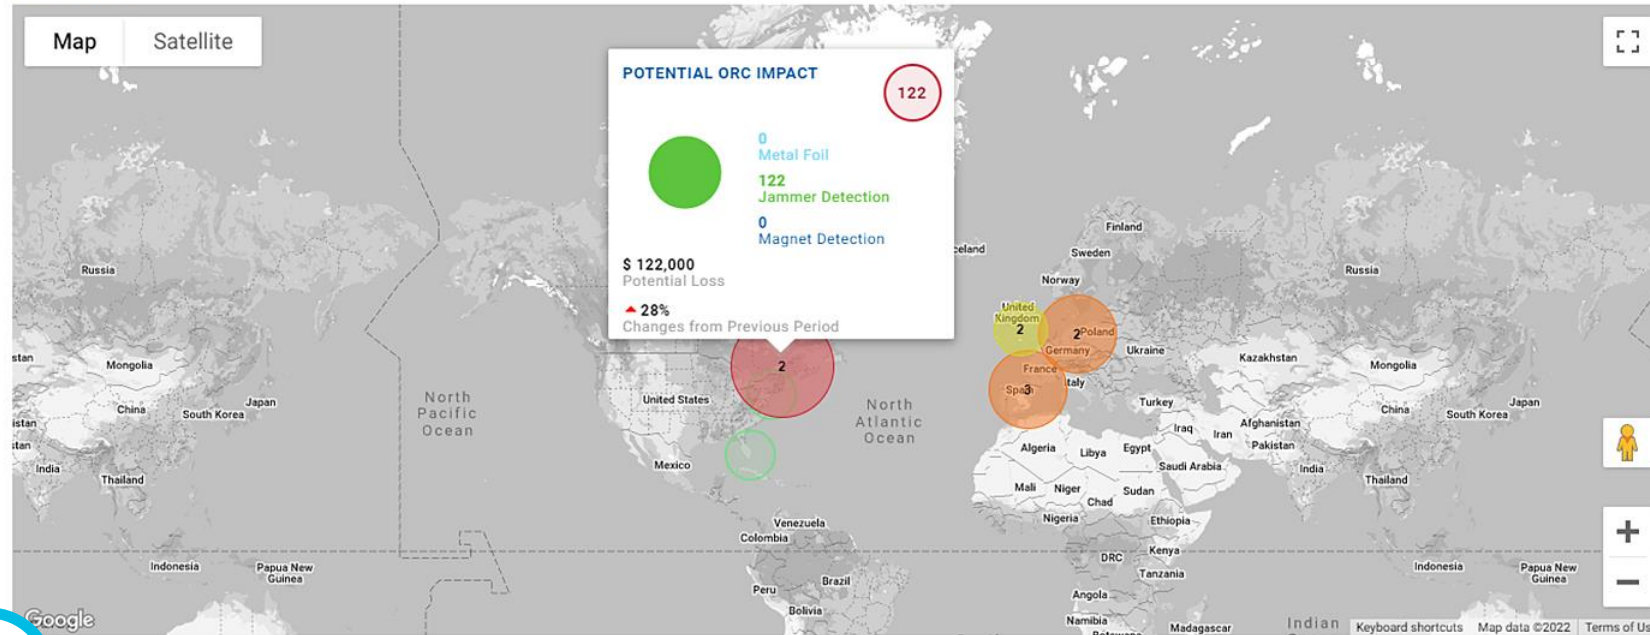 Map
Satellite
POTENTIAL ORC IMPACT
122
0
Metal Foil
122
Jammer Detection
0
Magnet Detection
$ 122,000
Potential Loss
28%
Changes from Previous Period
2
2
2
3
Russia
Mongolia
China
South Korea
Japan
India
Thailand
Indonesia
Papua New
Guinea
North
Pacific
Ocean
United States
Mexico
Venezuela
Colombia
Peru
Brazil
Bolivia
North
Atlantic
Ocean
Finland
Sweden
Norway
United
Kingdom
Poland
Germany
Ukraine
France
Spain
Italy
Turkey
Kazakhstan
Iraq
Iran
Afghanistan
Pakistan
Algeria
Libya
Egypt
Saudi Arabia
Mali
Niger
Chad
Sudan
Nigeria
Ethiopia
DRC
Kenya
Tanzania
Angola
Namibia
Botswana
Madagascar
Indian
Russia
Mongolia
China
South Korea
Japan
India
Thailand
Indonesia
Papua New
Guinea
Google
Keyboard shortcuts
Map data ©2022
Terms of Us